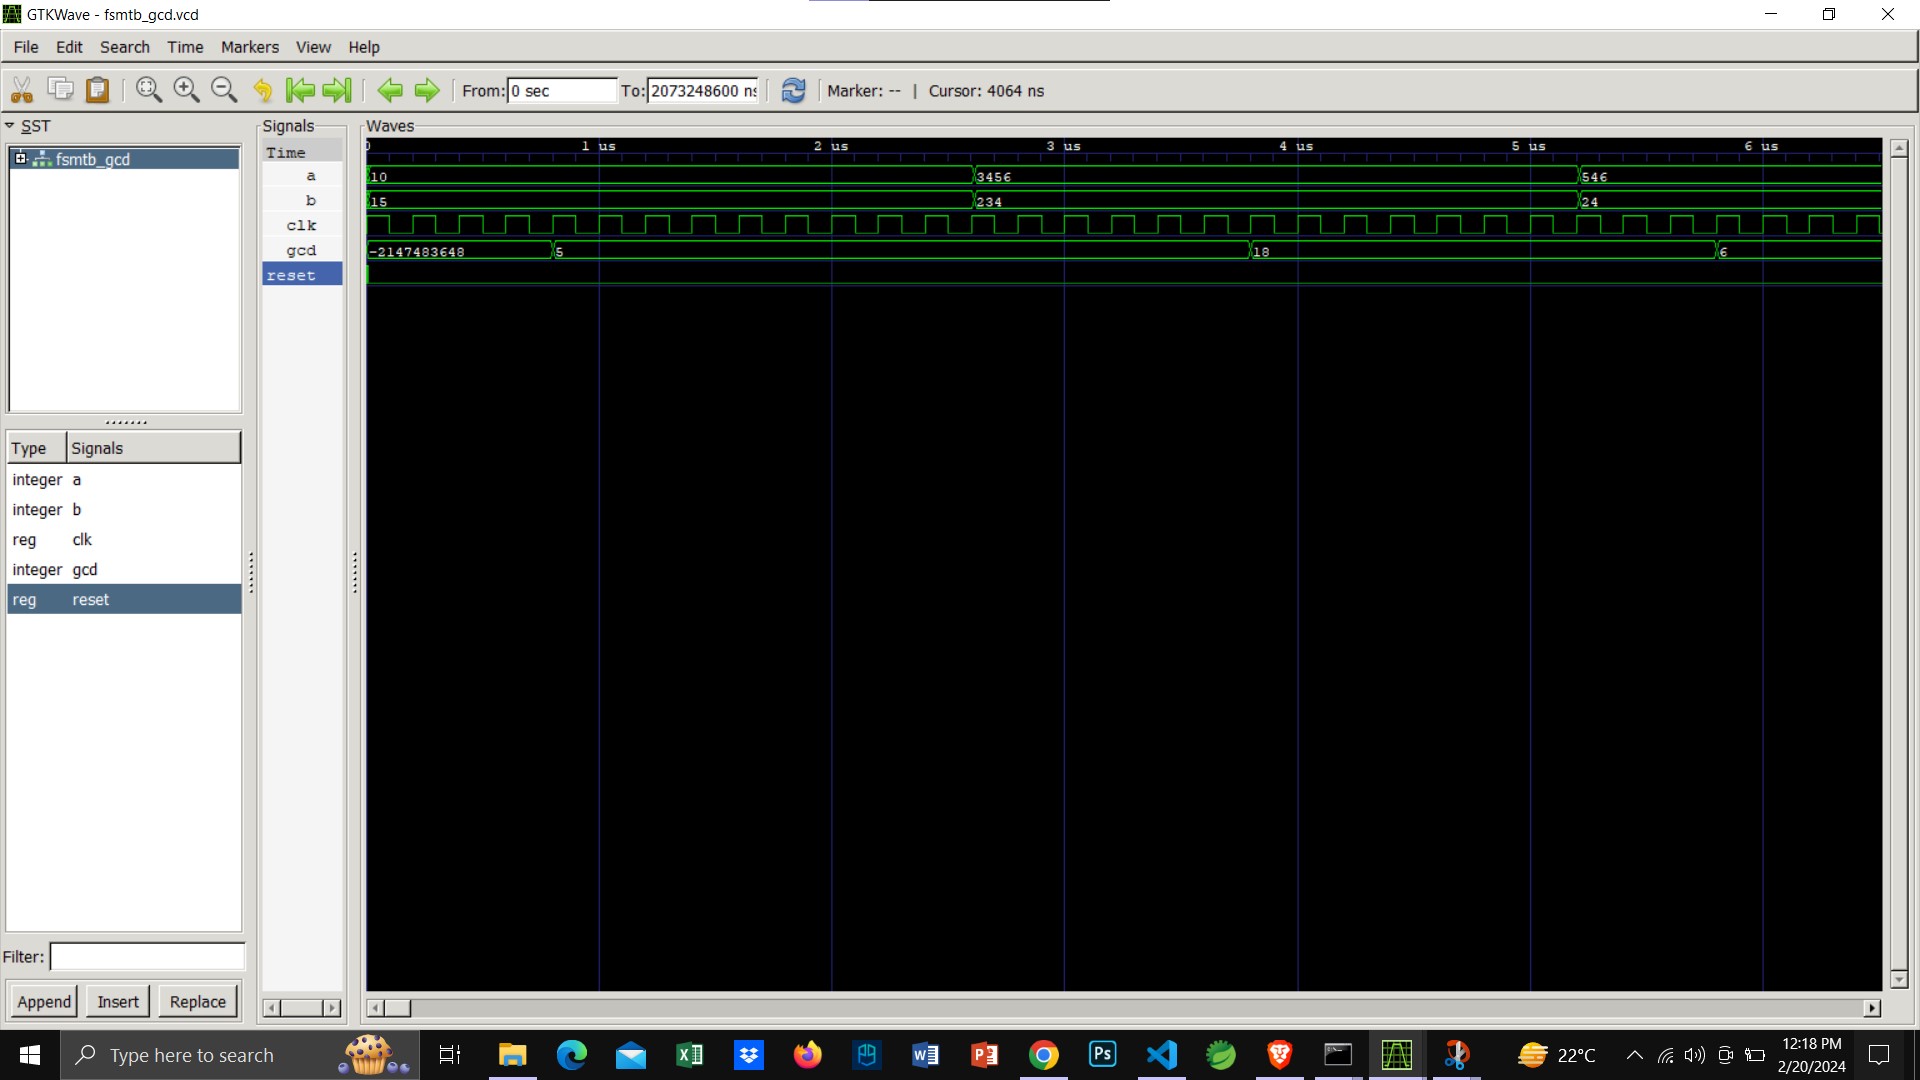 GTKWave - fsmtb_gcd.vcd
File Edit Search Time Markers View Help
From: 0 sec To: 2073248600 ns Marker: -- | Cursor: 4064 ns
SST
fsmtb_gcd
Type Signals
integer a
integer b
reg clk
integer gcd
reg reset
Filter:
Append Insert Replace
Signals
Time
a
b
clk
gcd
reset
Waves
0 1 us 2 us 3 us 4 us 5 us 6 us
10 3456 546
15 234 24
-2147483648 5 18 6
Type here to search
Ps
22°C
12:18 PM
2/20/2024